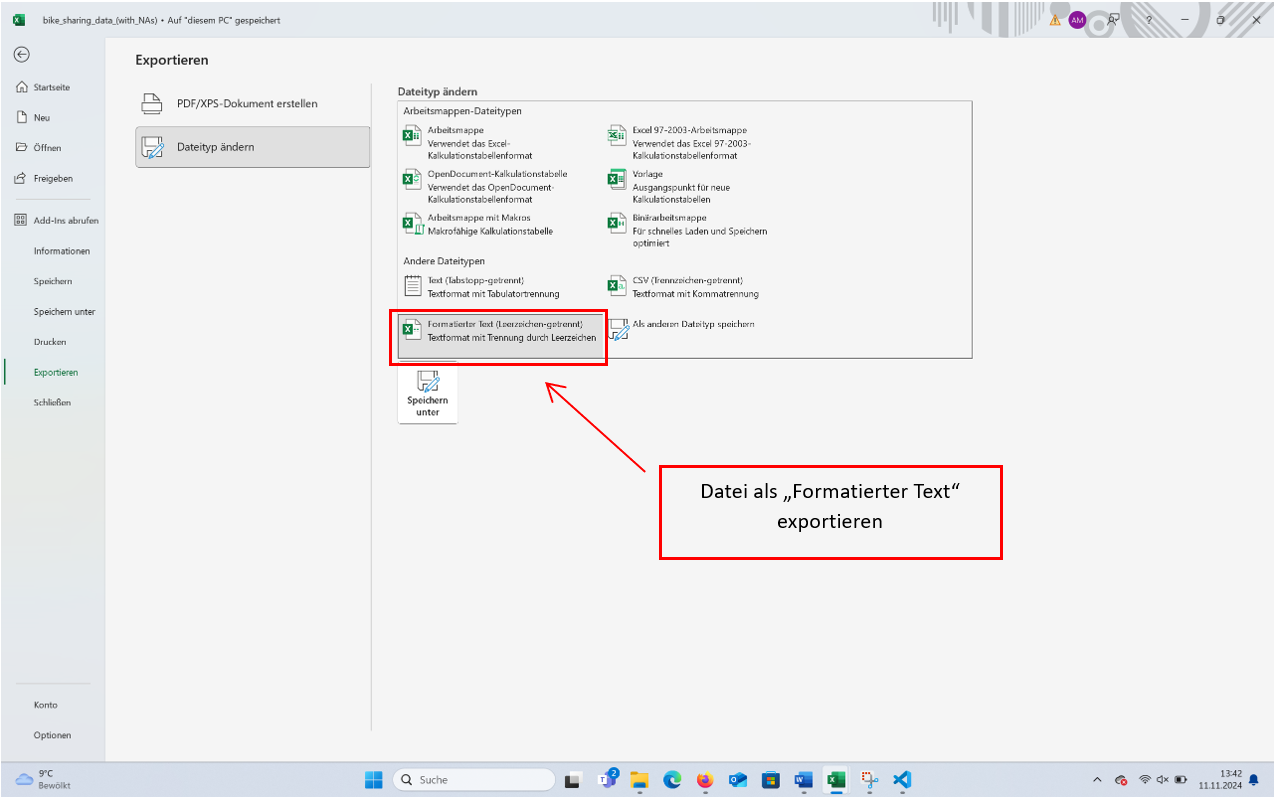 bike_sharing_data_(with_NAs) • Auf "diesem PC" gespeichert
AM
?
Exportieren
Startseite
Neu
Öffnen
Freigeben
Add-Ins abrufen
Informationen
Speichern
Speichern unter
Drucken
Exportieren
Schließen
Konto
Optionen
PDF/XPS-Dokument erstellen
Dateityp ändern
Dateityp ändern
Arbeitsmappen-Dateitypen
Arbeitsmappe
Verwendet das Excel-
Kalkulationstabellenformat
Excel 97-2003-Arbeitsmappe
Verwendet das Excel 97-2003-
Kalkulationstabellenformat
OpenDocument-Kalkulationstabelle
Verwendet das OpenDocument-
Kalkulationstabellenformat
Vorlage
Ausgangspunkt für neue
Kalkulationstabellen
Arbeitsmappe mit Makros
Makrofähige Kalkulationstabelle
Binärarbeitsmappe
Für schnelles Laden und Speichern
optimiert
Andere Dateitypen
Text (Tabstopp-getrennt)
Textformat mit Tabulatortrennung
CSV (Trennzeichen-getrennt)
Textformat mit Kommatrennung
Formatierter Text (Leerzeichen-getrennt)
Textformat mit Trennung durch Leerzeichen
Als anderen Dateityp speichern
Speichern
unter
Datei als „Formatierter Text“
exportieren
9°C
Bewölkt
Suche
2
13:42
11.11.2024